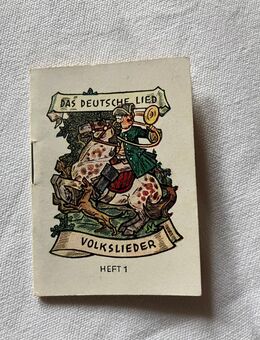 DAS DEUTSCHE LIED
VOLKSLIEDER
HEFT 1